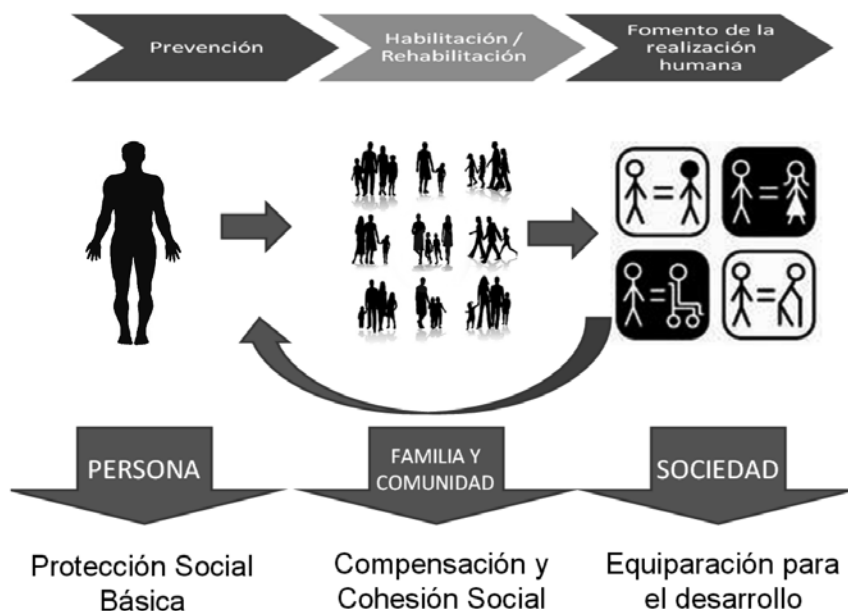 Prevención
Habilitación /
Rehabilitación
Fomento de la
realización
humana
PERSONA
FAMILIA Y
COMUNIDAD
SOCIEDAD
Protección Social
Básica
Compensación y
Cohesión Social
Equiparación para
el desarrollo